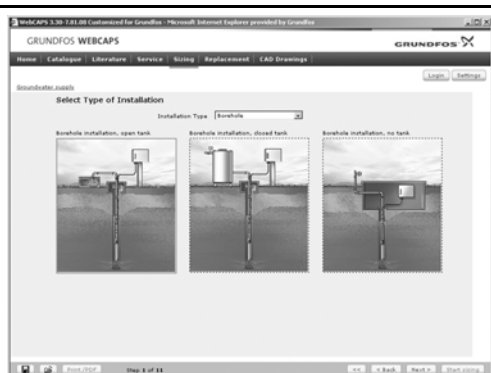 WebCAPS 3.30-7.01.08 Customized for Grundfos - Microsoft Internet Explorer provided by Grundfos
GRUNDFOS WEBCAPS
GRUNDFOS
Home Catalogue Literature Service Sizing Replacement CAD Drawings
Login Settings
Groundwater supply
Select Type of Installation
Installation Type Borehole
Borehole installation, open tank Borehole installation, closed tank Borehole installation, no tank
Print/PDF Step 1 of 11 << < Back Next > Start sizing